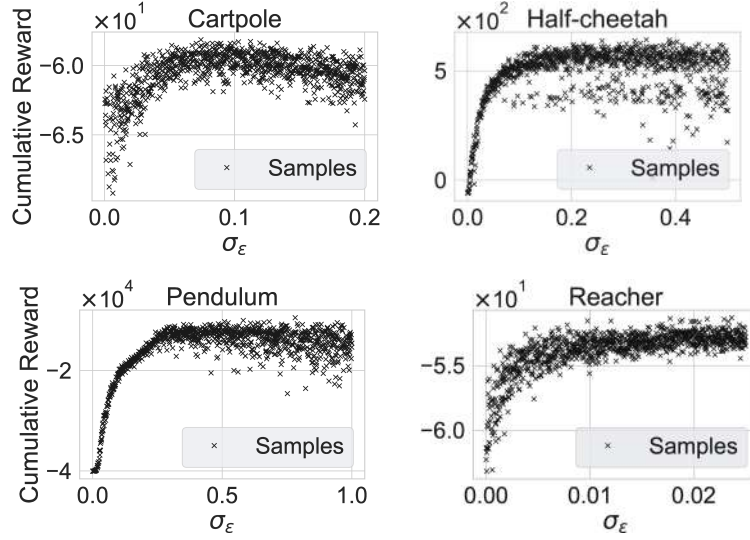 Cartpole
×10¹
Cumulative Reward
−6.0
−6.5
Samples
0.0 0.1 0.2
σε
Half-cheetah
×10²
5
0
Samples
0.0 0.2 0.4
σε
Pendulum
×10⁴
Cumulative Reward
−2
−4
Samples
0.0 0.5 1.0
σε
Reacher
×10¹
−5.5
−6.0
Samples
0.00 0.01 0.02
σε